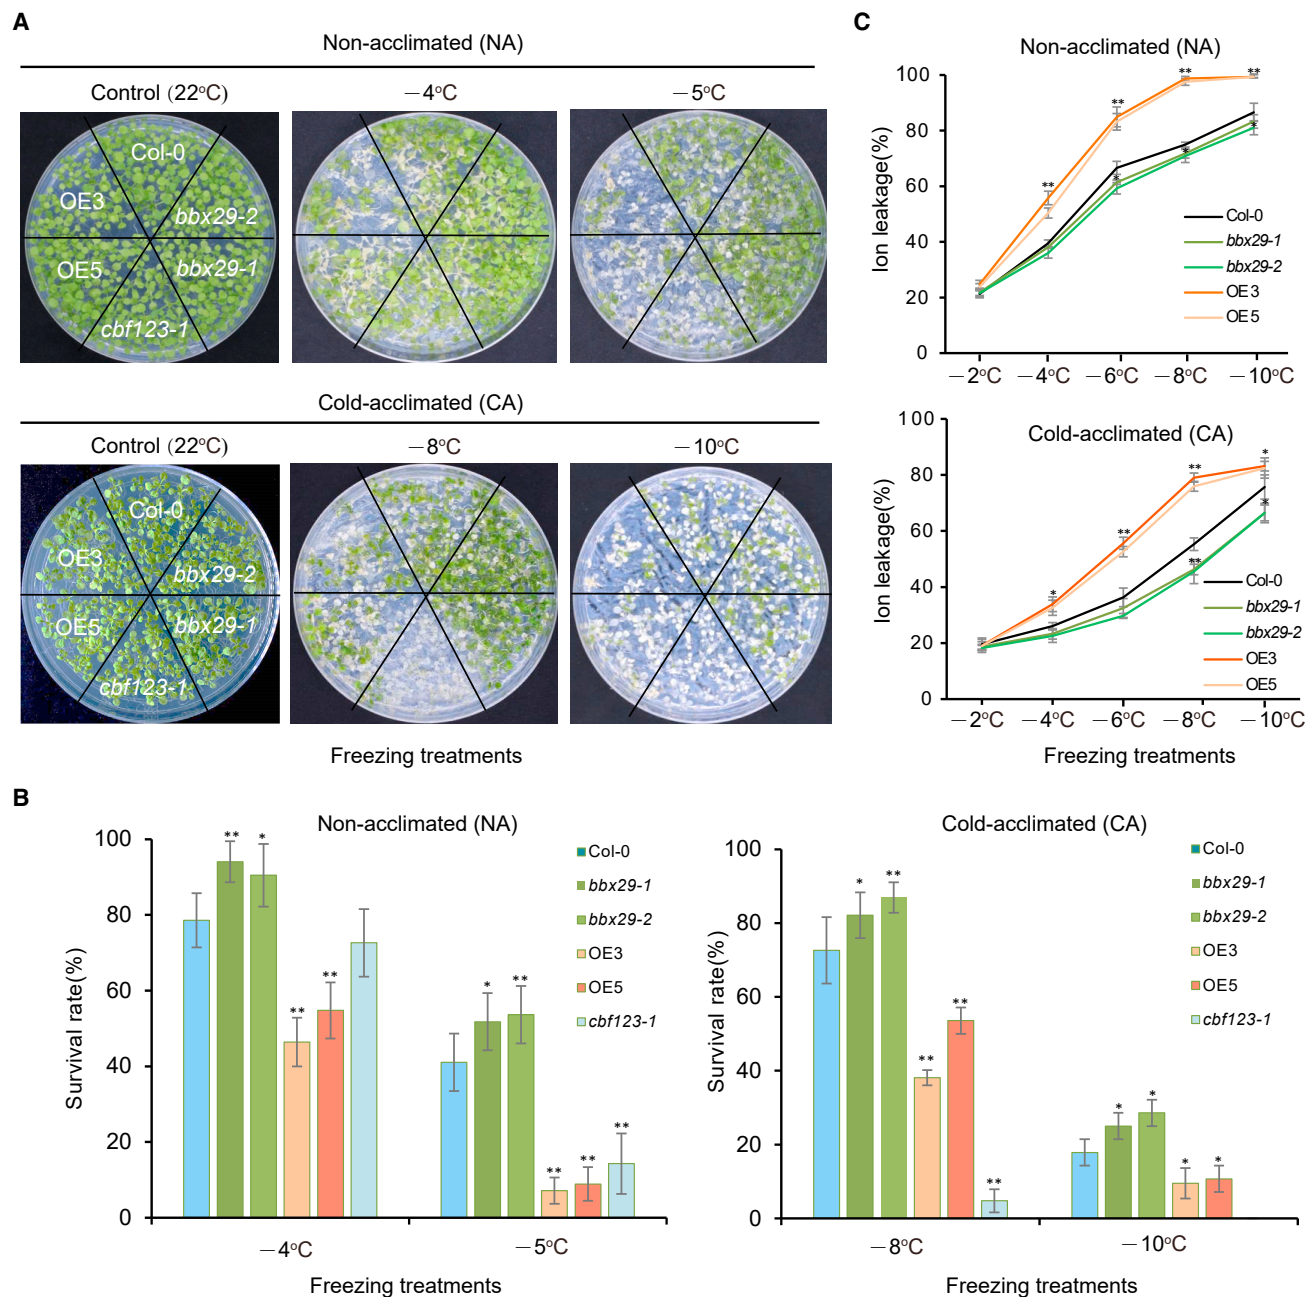 A
Non-acclimated (NA)
Control (22°C)
−4°C
−5°C
Col-0
OE3
bbx29-2
OE5
bbx29-1
cbf123-1
Cold-acclimated (CA)
Control (22°C)
−8°C
−10°C
Col-0
OE3
bbx29-2
OE5
bbx29-1
cbf123-1
Freezing treatments
C
Non-acclimated (NA)
Ion leakage(%)
100
80
60
40
20
0
** ** ** **
* * *
Col-0
bbx29-1
bbx29-2
OE3
OE5
−2°C −4°C −6°C −8°C −10°C
Cold-acclimated (CA)
Ion leakage(%)
100
80
60
40
20
0
* ** ** *
** *
Col-0
bbx29-1
bbx29-2
OE3
OE5
−2°C −4°C −6°C −8°C −10°C
Freezing treatments
B
Non-acclimated (NA)
Survival rate(%)
100
80
60
40
20
0
** * ** **
* ** ** ** **
Col-0
bbx29-1
bbx29-2
OE3
OE5
cbf123-1
−4°C −5°C
Freezing treatments
Cold-acclimated (CA)
Survival rate(%)
100
80
60
40
20
0
* ** ** ** **
* * * *
Col-0
bbx29-1
bbx29-2
OE3
OE5
cbf123-1
−8°C −10°C
Freezing treatments